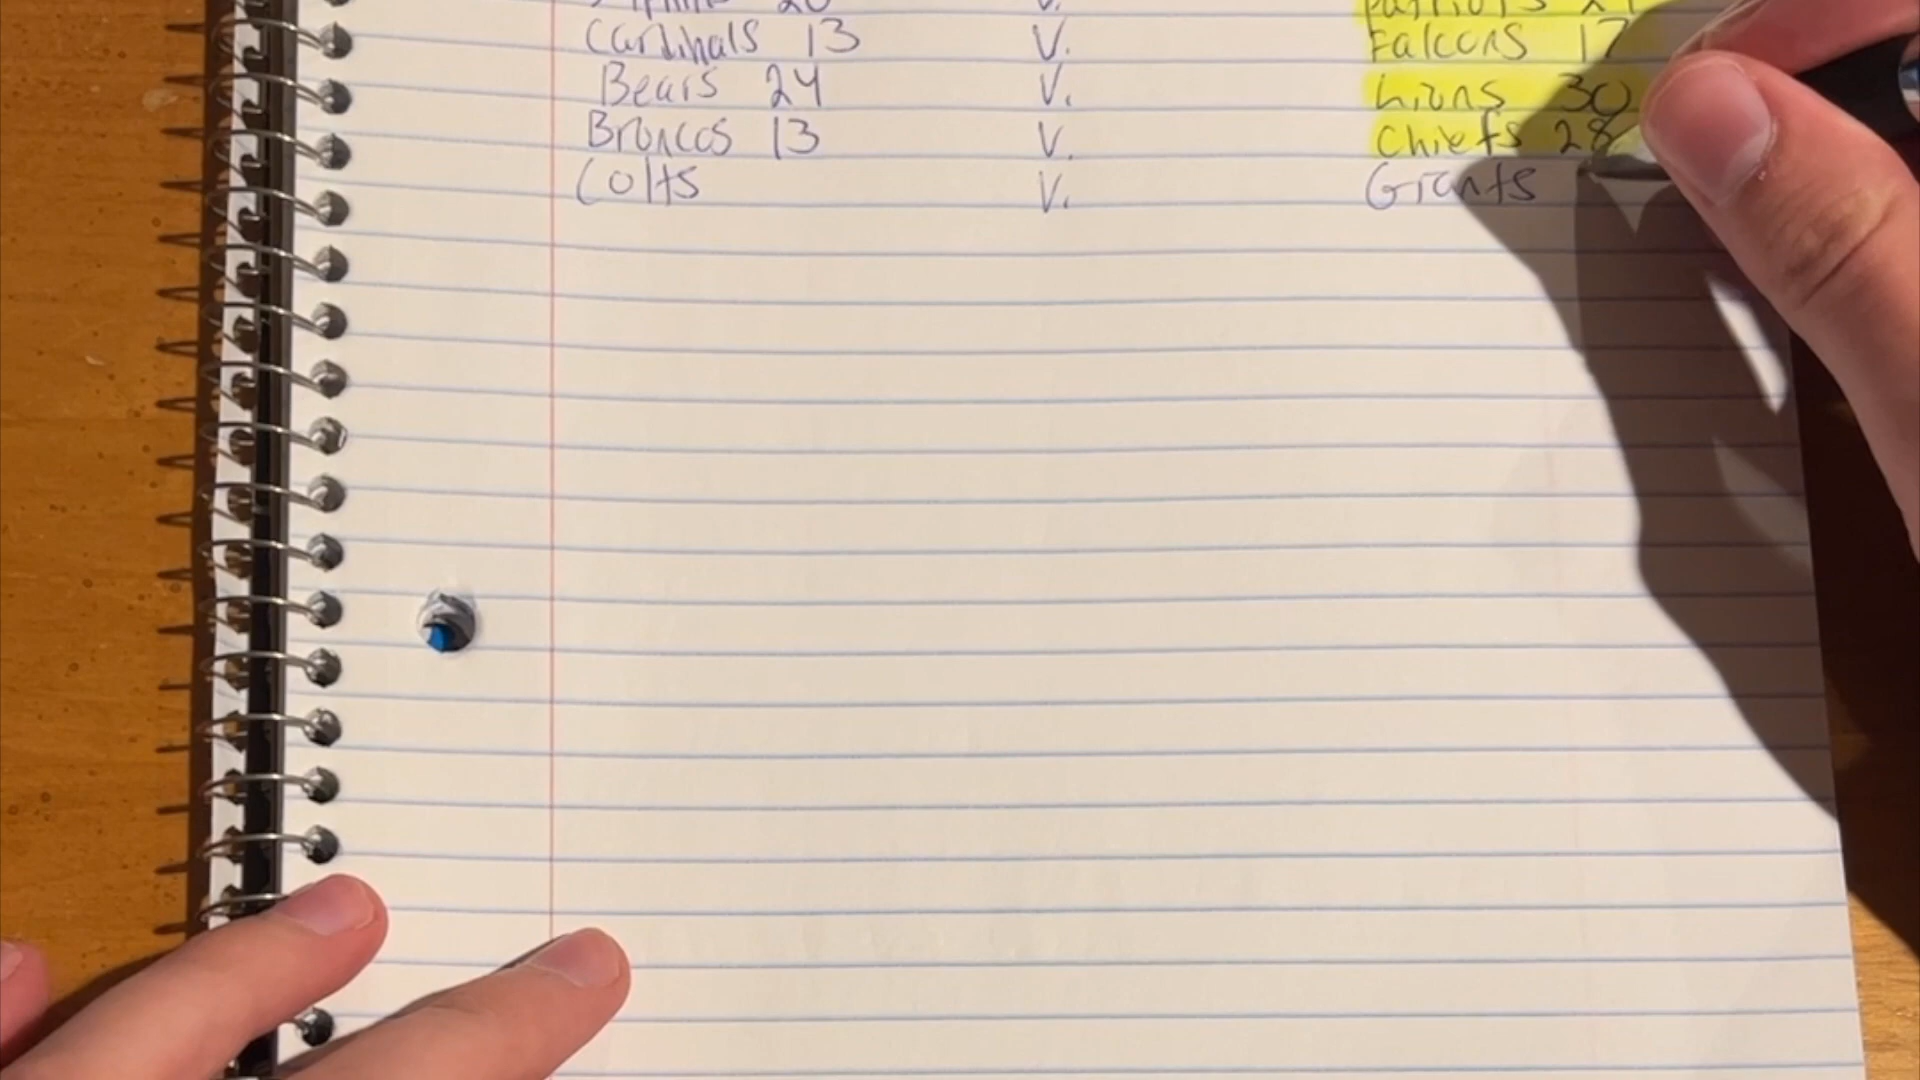 Cardinals 13 V. Falcons 17
Bears 24 V. Lions 30
Broncos 13 V. Chiefs 28
Colts V. Giants